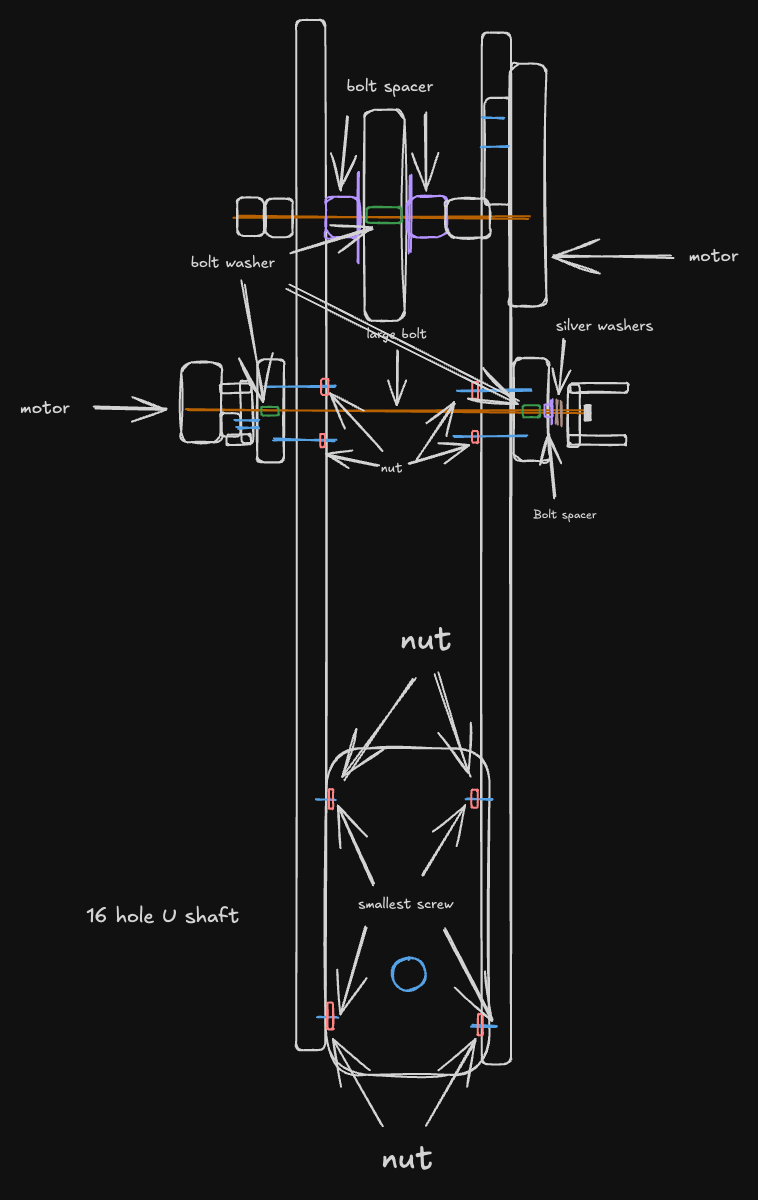 bolt spacer
motor
bolt washer
silver washers
large bolt
motor
nut
Bolt spacer
nut
smallest screw
16 hole U shaft
nut